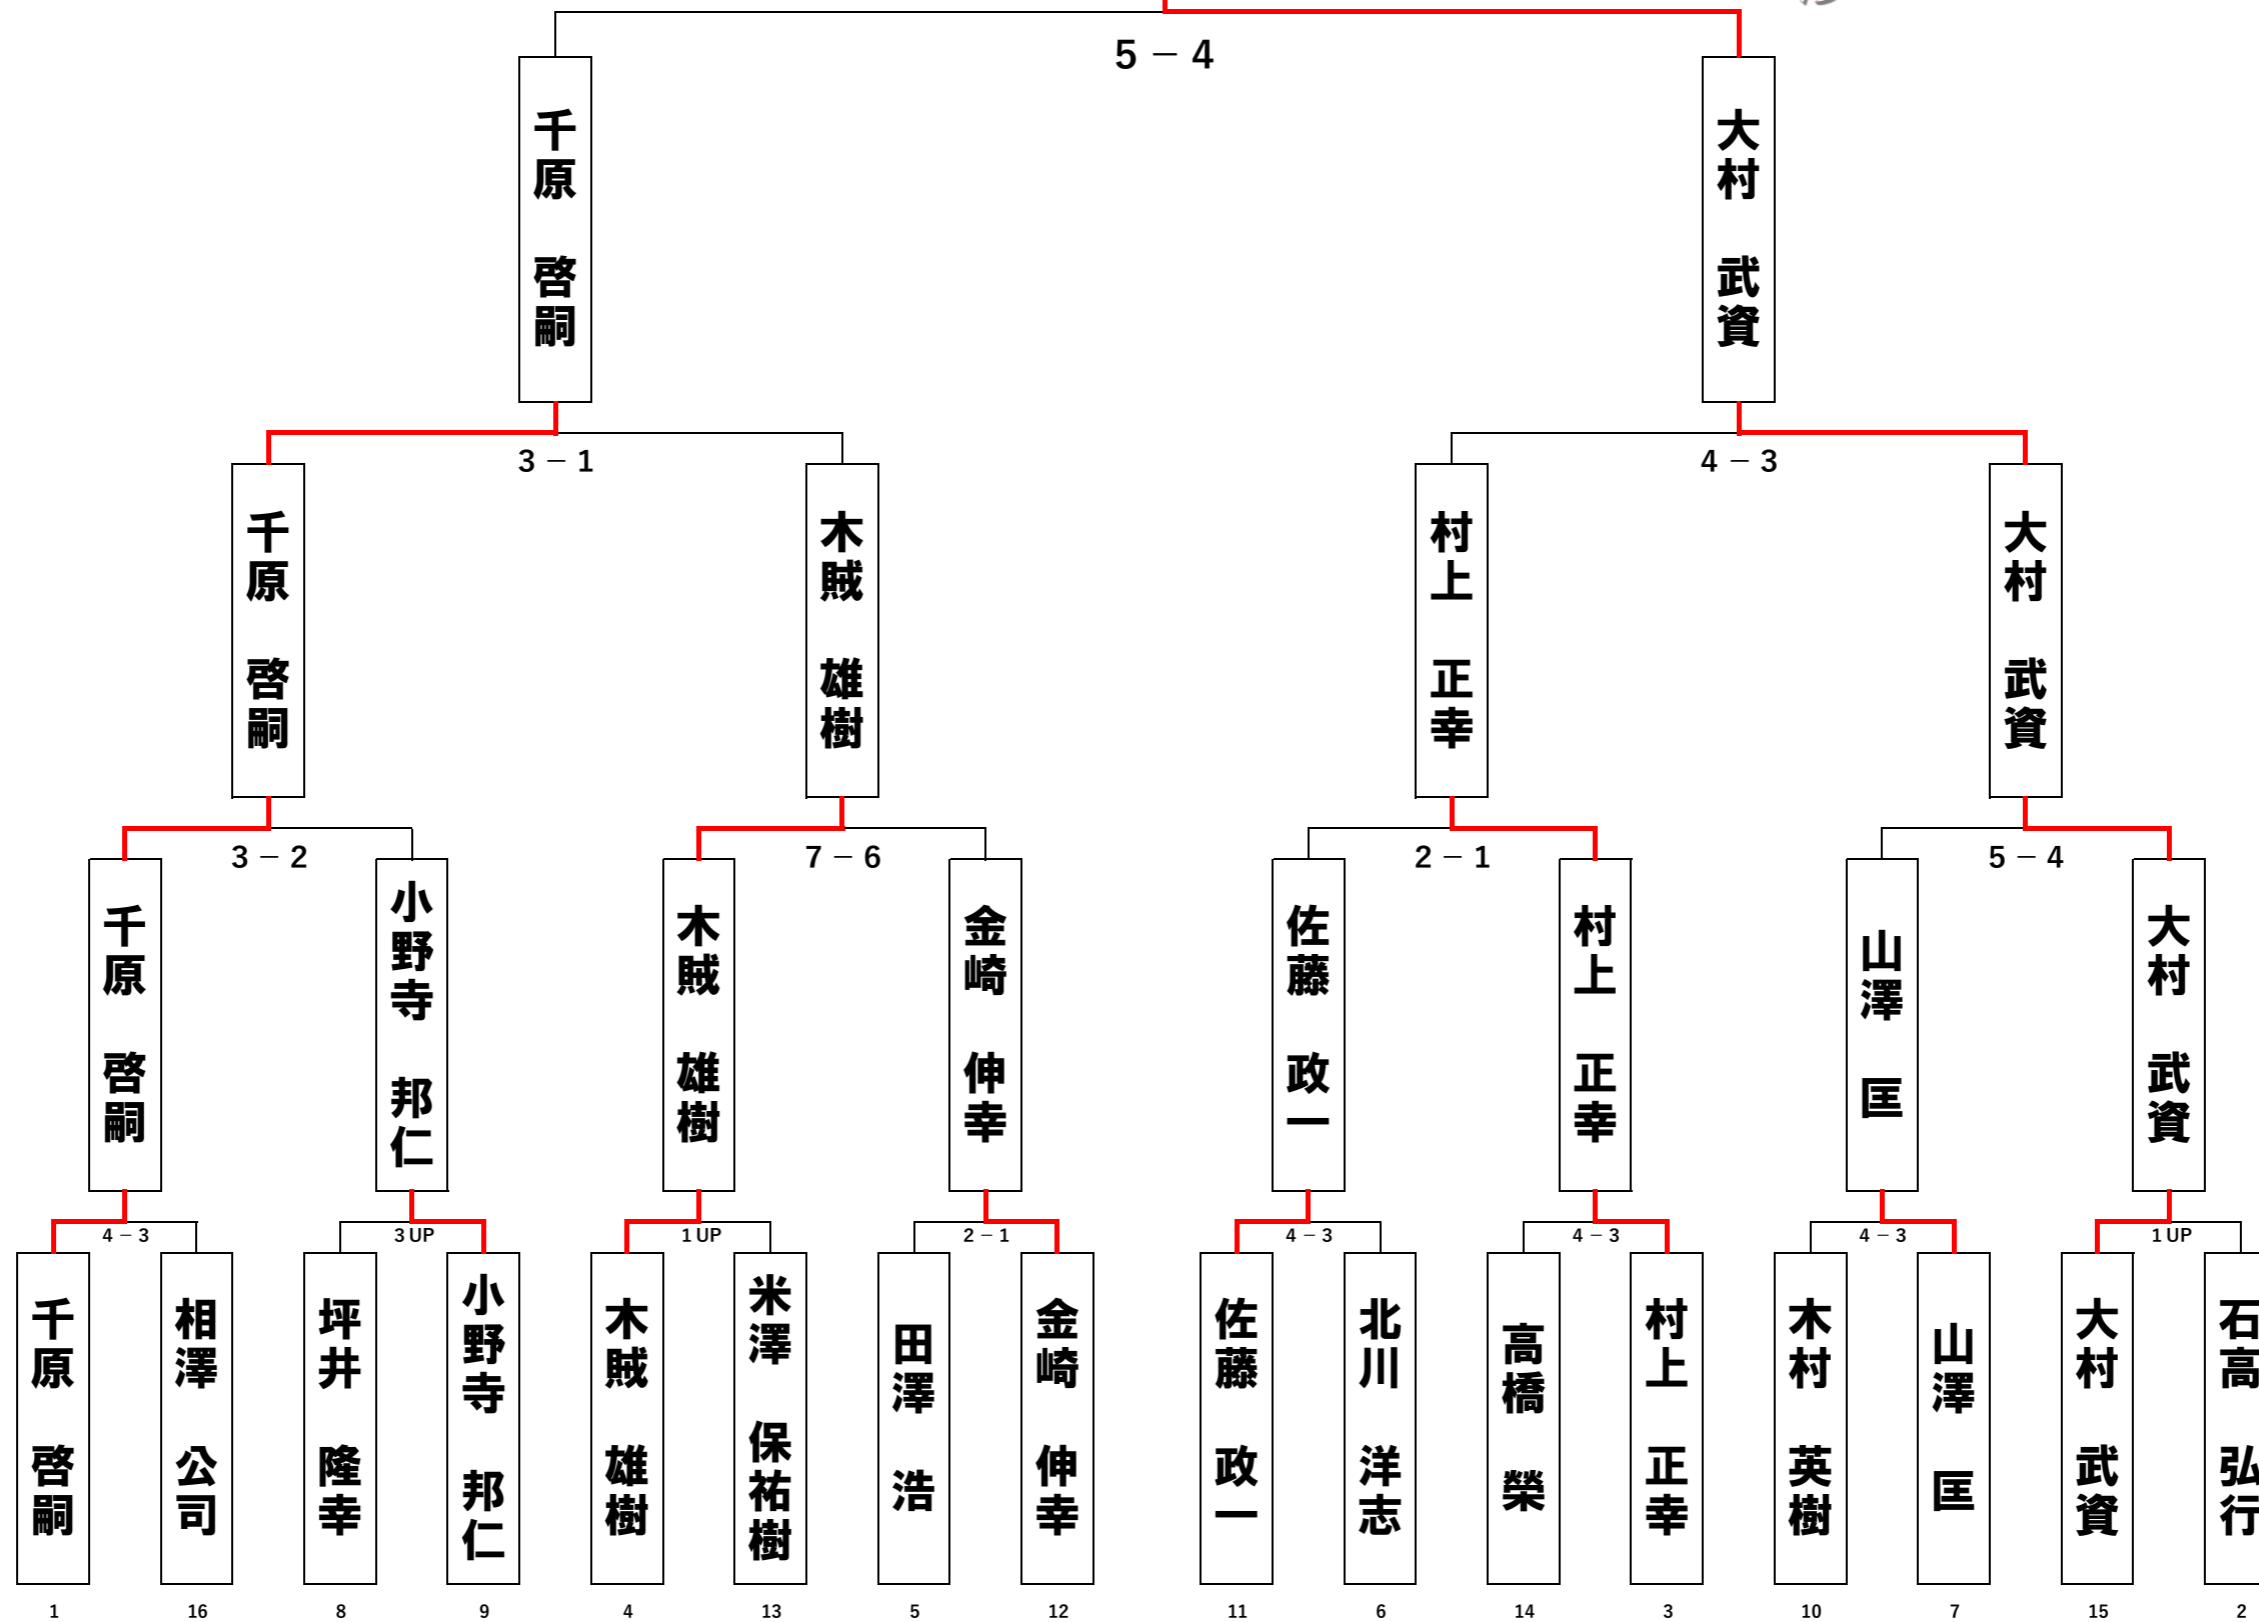 5 － 4
千原 啓嗣
大村 武資
3 － 1
4 － 3
千原 啓嗣
木賊 雄樹
村上 正幸
大村 武資
3 － 2
7 － 6
2 － 1
5 － 4
千原 啓嗣
小野寺 邦仁
木賊 雄樹
金崎 伸幸
佐藤 政一
村上 正幸
山澤 匡
大村 武資
4 － 3
3 UP
1 UP
2 － 1
4 － 3
4 － 3
4 － 3
1 UP
千原 啓嗣
相澤 公司
坪井 隆幸
小野寺 邦仁
木賊 雄樹
米澤 保祐樹
田澤 浩
金崎 伸幸
佐藤 政一
北川 洋志
高橋 榮
村上 正幸
木村 英樹
山澤 匡
大村 武資
石高 弘行
1
16
8
9
4
13
5
12
11
6
14
3
10
7
15
2